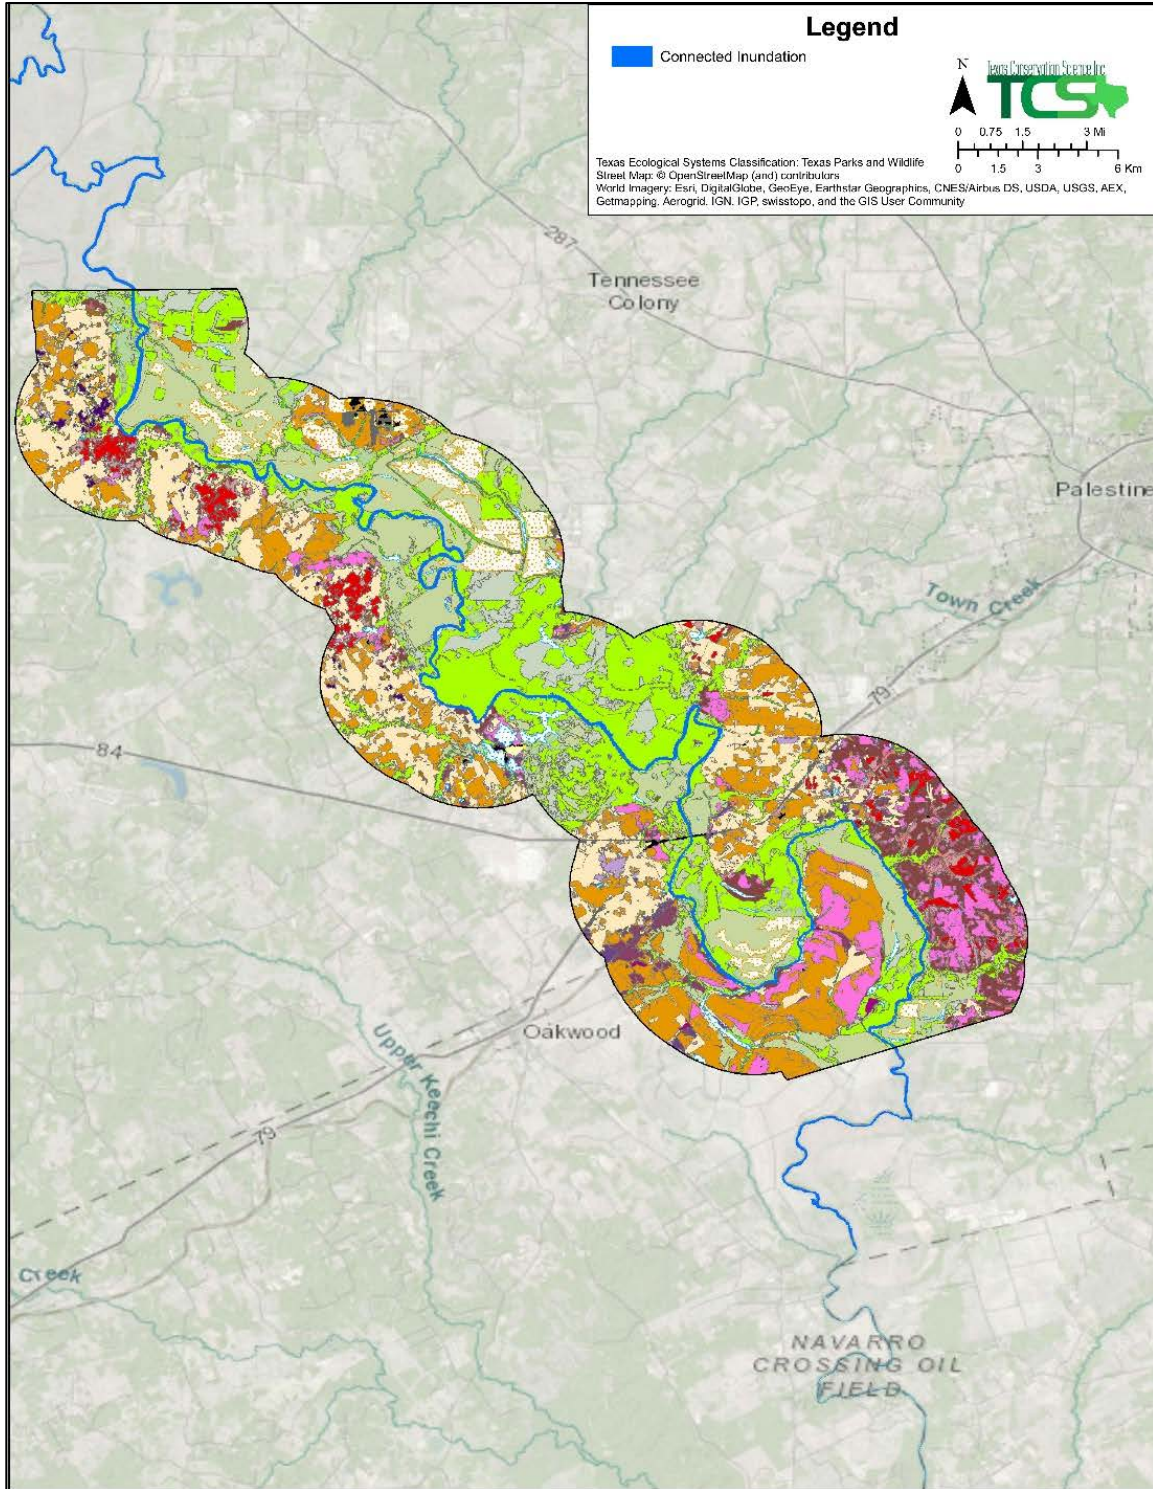 Legend
Connected Inundation
N
Texas Conservation Science, Inc
TCS
0 0.75 1.5 3 Mi
0 1.5 3 6 Km
Texas Ecological Systems Classification: Texas Parks and Wildlife
Street Map: © OpenStreetMap (and) contributors
World Imagery: Esri, DigitalGlobe, GeoEye, Earthstar Geographics, CNES/Airbus DS, USDA, USGS, AEX,
Getmapping, Aerogrid, IGN, IGP, swisstopo, and the GIS User Community
287
Tennessee
Colony
Palestine
Town Creek
79
84
Oakwood
Upper Keechi Creek
79
Creek
NAVARRO
CROSSING OIL
FIELD